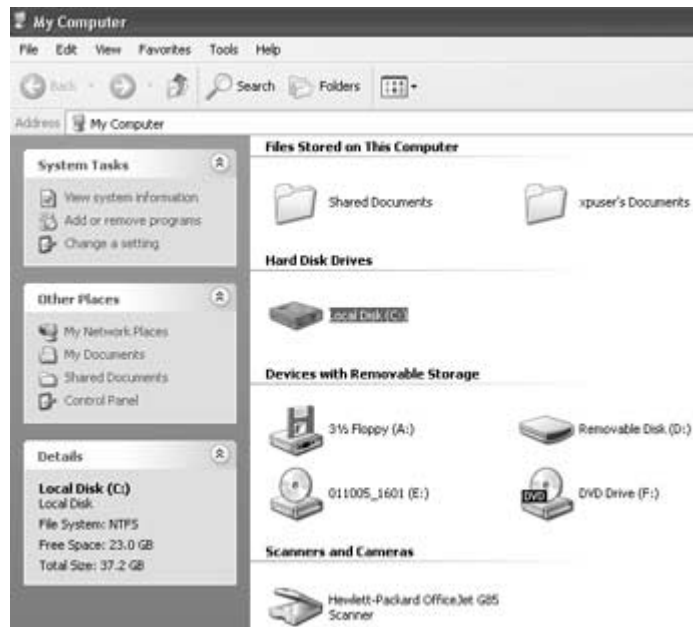 My Computer
File Edit View Favorites Tools Help
Back Search Folders
Address My Computer
System Tasks
View system information
Add or remove programs
Change a setting
Other Places
My Network Places
My Documents
Shared Documents
Control Panel
Details
Local Disk (C:)
Local Disk
File System: NTFS
Free Space: 23.0 GB
Total Size: 37.2 GB
Files Stored on This Computer
Shared Documents
xpuser's Documents
Hard Disk Drives
Local Disk (C:)
Devices with Removable Storage
3½ Floppy (A:)
Removable Disk (D:)
011005_1601 (E:)
DVD
DVD Drive (F:)
Scanners and Cameras
Hewlett-Packard OfficeJet G85
Scanner